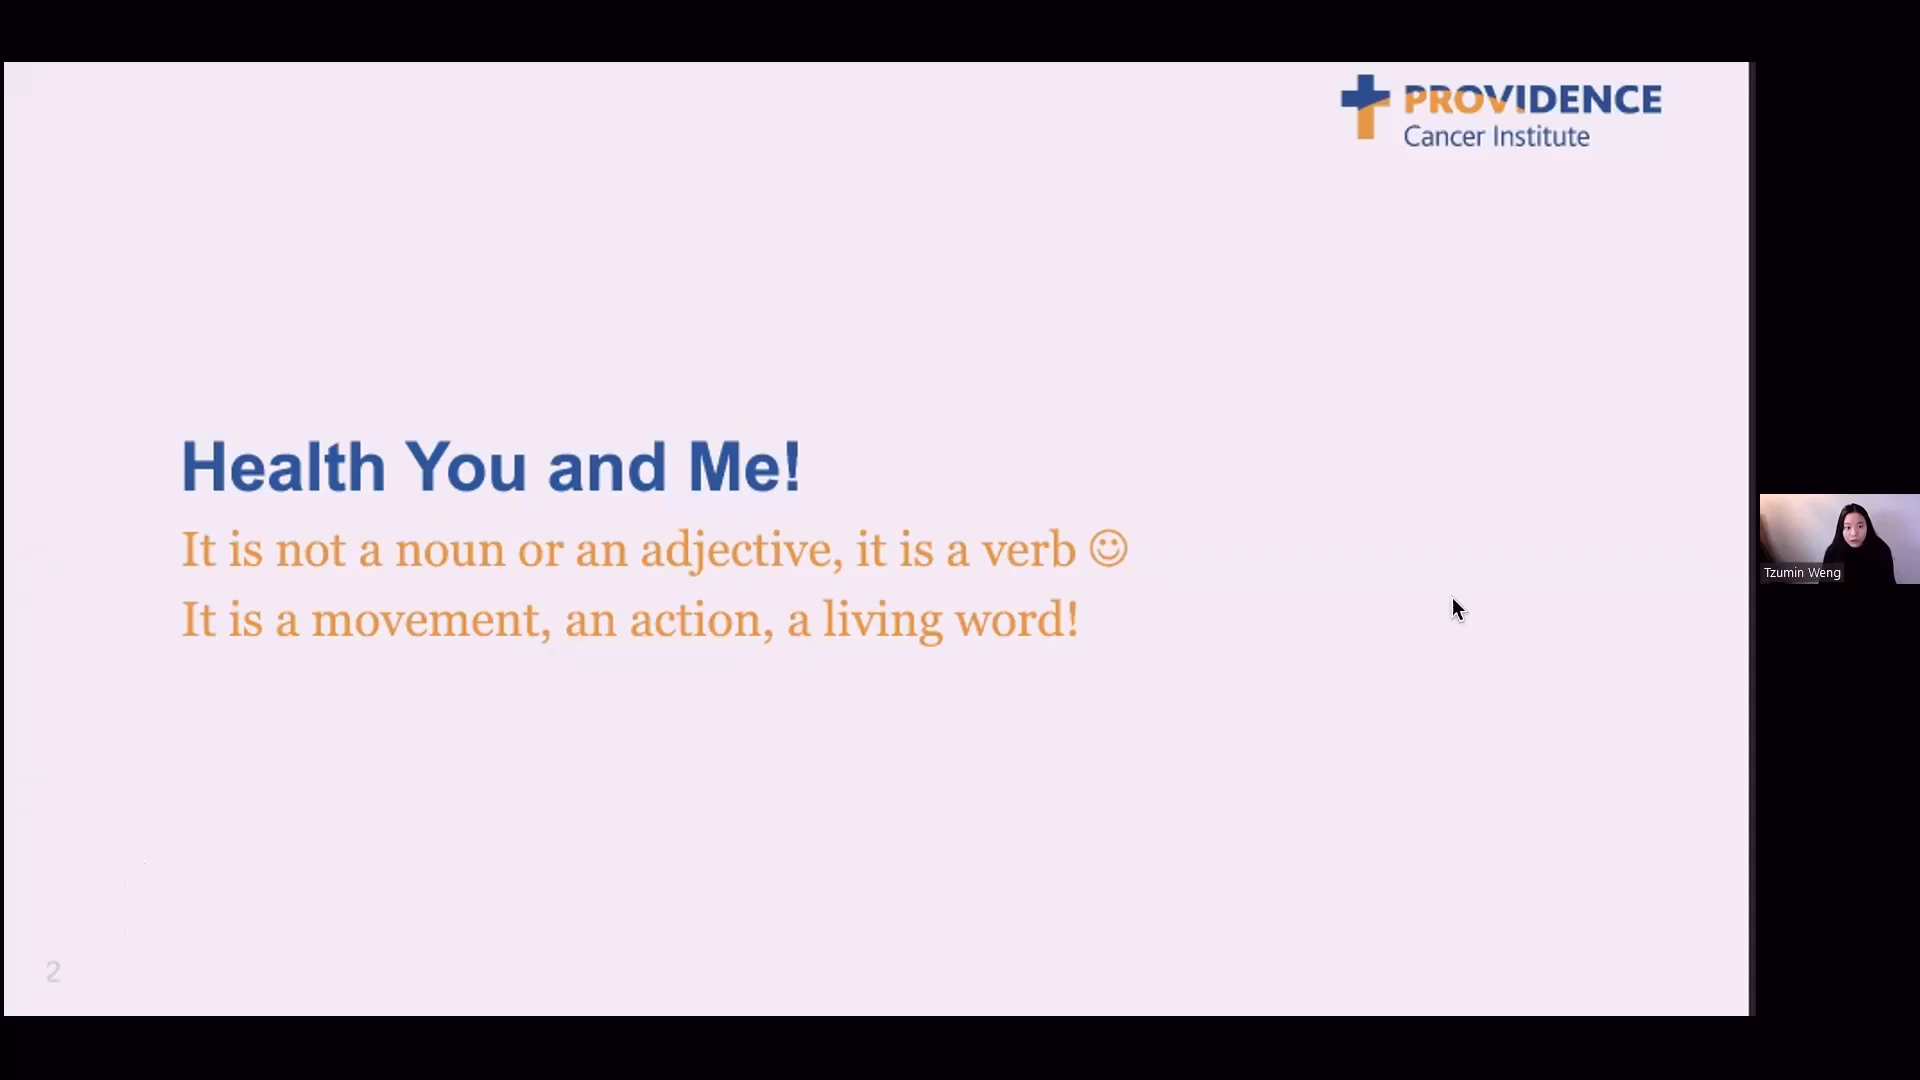 PROVIDENCE
Cancer Institute
Health You and Me!
It is not a noun or an adjective, it is a verb ☺
It is a movement, an action, a living word!
Tzumin Weng
2